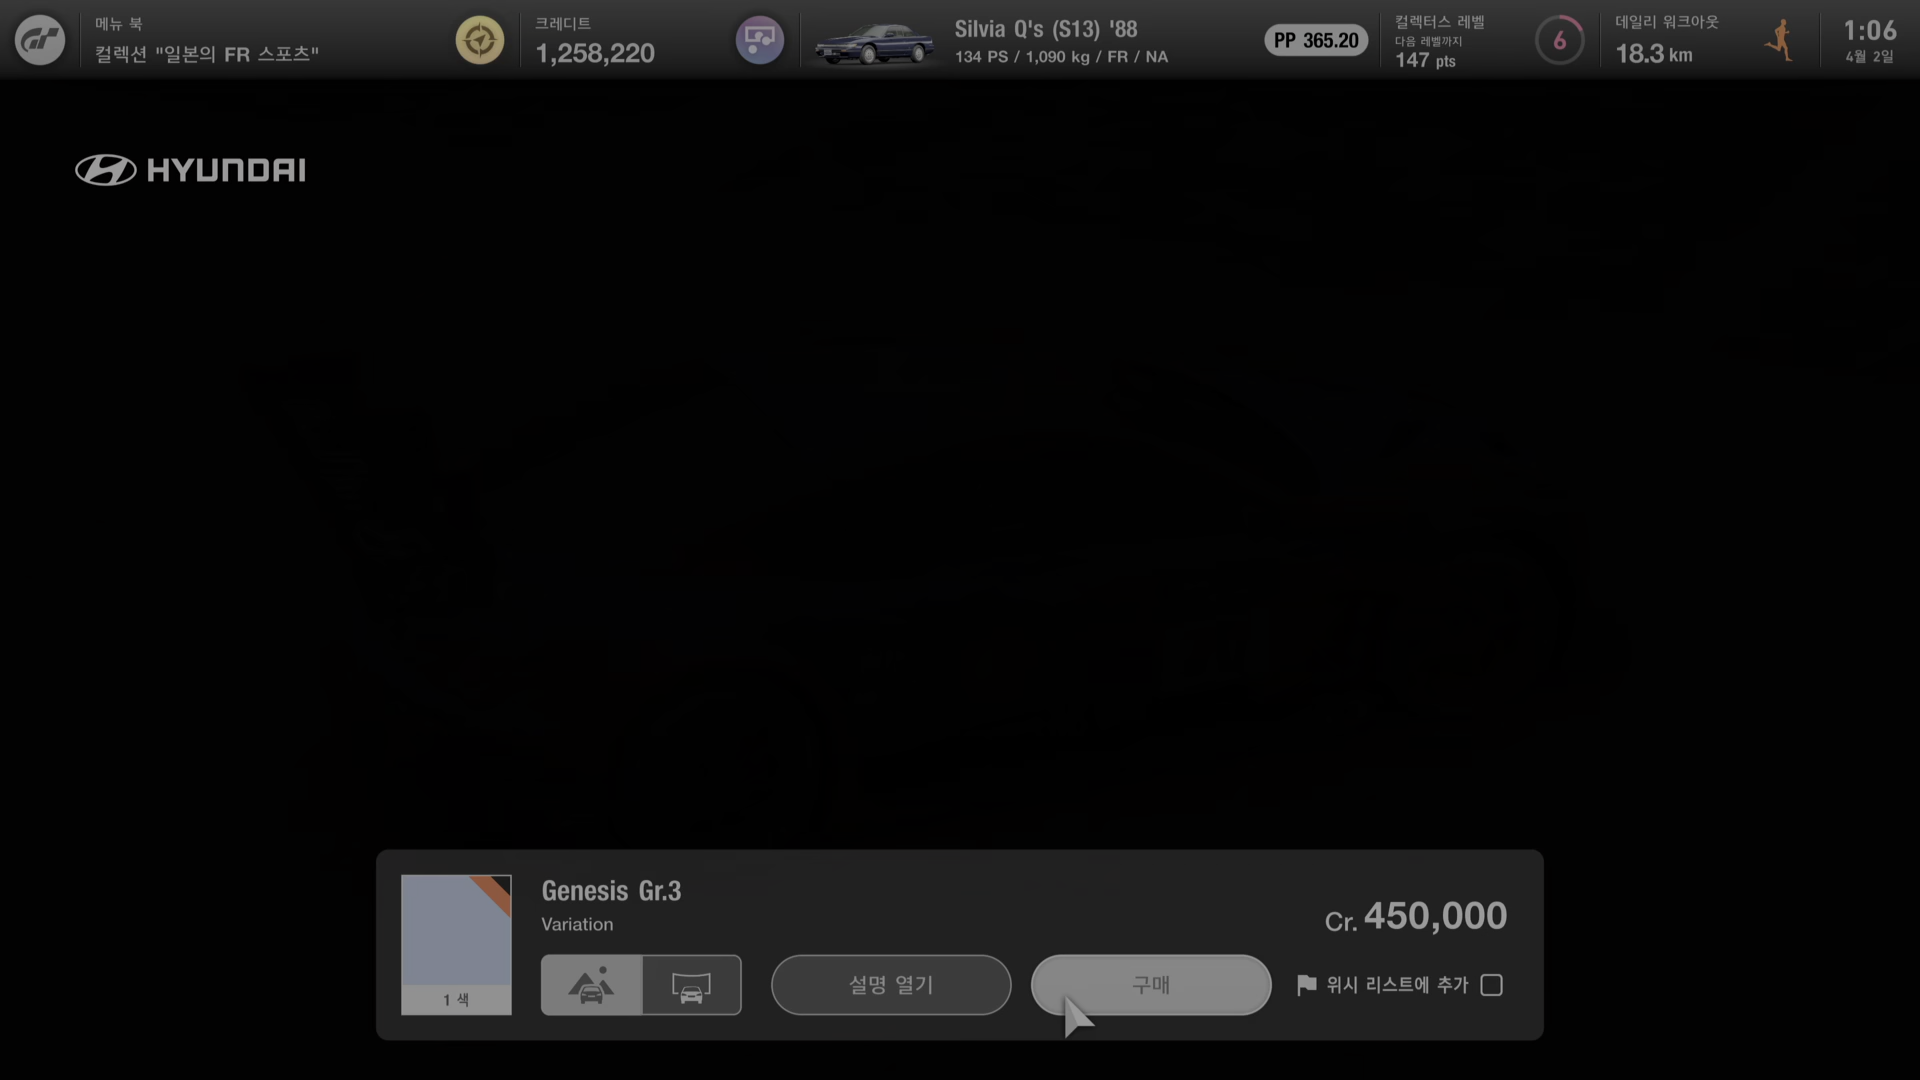 메뉴 북
컬렉션 "일본의 FR 스포츠"
크레디트
1,258,220
Silvia Q's (S13) '88
134 PS / 1,090 kg / FR / NA
PP 365.20
컬렉터스 레벨
다음 레벨까지
147 pts
6
데일리 워크아웃
18.3 km
1:06
4월 2일
HYUNDAI
Genesis Gr.3
Variation
Cr. 450,000
1 색
설명 열기
구매
위시 리스트에 추가